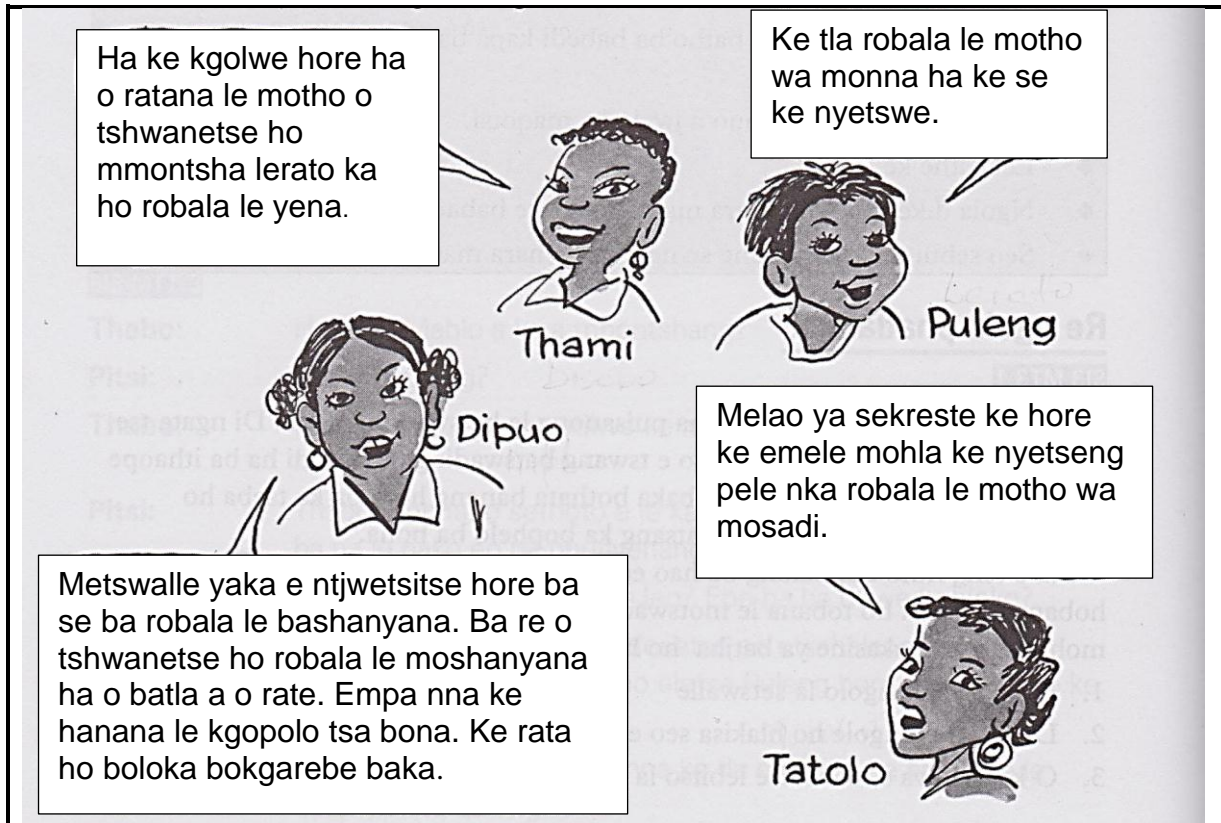 Ha ke kgolwe hore ha
o ratana le motho o
tshwanetse ho
mmontsha lerato ka
ho robala le yena.
Ke tla robala le motho
wa monna ha ke se
ke nyetswe.
Thami
Puleng
Dipuo
Melao ya sekreste ke hore
ke emele mohla ke nyetseng
pele nka robala le motho wa
mosadi.
Metswalle yaka e ntjwetsitse hore ba
se ba robala le bashanyana. Ba re o
tshwanetse ho robala le moshanyana
ha o batla a o rate. Empa nna ke
hanana le kgopolo tsa bona. Ke rata
ho boloka bokgarebe baka.
Tatolo